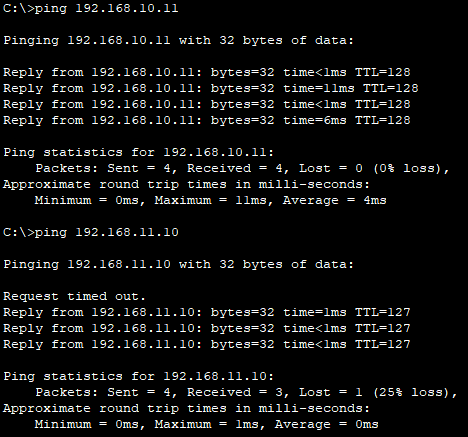 C:\>ping 192.168.10.11
Pinging 192.168.10.11 with 32 bytes of data:
Reply from 192.168.10.11: bytes=32 time<1ms TTL=128
Reply from 192.168.10.11: bytes=32 time=11ms TTL=128
Reply from 192.168.10.11: bytes=32 time<1ms TTL=128
Reply from 192.168.10.11: bytes=32 time=6ms TTL=128
Ping statistics for 192.168.10.11:
    Packets: Sent = 4, Received = 4, Lost = 0 (0% loss),
Approximate round trip times in milli-seconds:
    Minimum = 0ms, Maximum = 11ms, Average = 4ms
C:\>ping 192.168.11.10
Pinging 192.168.11.10 with 32 bytes of data:
Request timed out.
Reply from 192.168.11.10: bytes=32 time=1ms TTL=127
Reply from 192.168.11.10: bytes=32 time<1ms TTL=127
Reply from 192.168.11.10: bytes=32 time<1ms TTL=127
Ping statistics for 192.168.11.10:
    Packets: Sent = 4, Received = 3, Lost = 1 (25% loss),
Approximate round trip times in milli-seconds:
    Minimum = 0ms, Maximum = 1ms, Average = 0ms